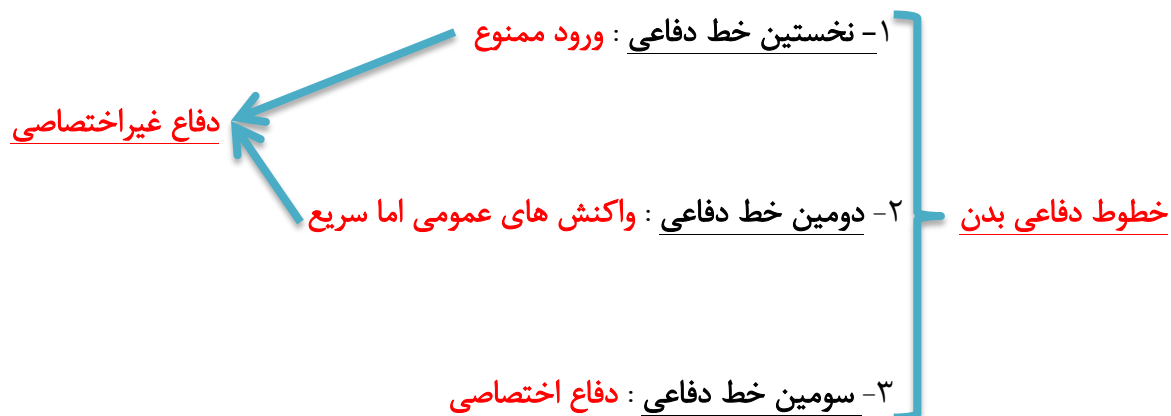 ۱- نخستین خط دفاعی : ورود ممنوع
دفاع غیراختصاصی
خطوط دفاعی بدن
۲- دومین خط دفاعی : واکنش های عمومی اما سریع
۳- سومین خط دفاعی : دفاع اختصاصی